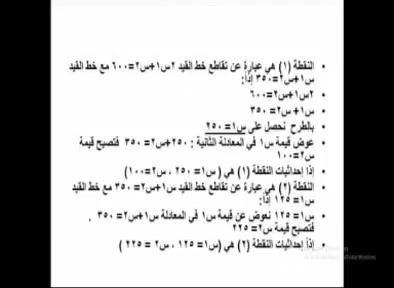 • النقطة (١) هي عبارة عن تقاطع خط القيد ٢س١+س٢=٦٠٠ مع خط القيد
س١+س٢=٣٥٠ إذاً:
• ٢س١+س٢=٦٠٠
• س١+ س٢= ٣٥٠
• بالطرح نحصل على س١= ٢٥٠
• عوض قيمة س١ في المعادلة الثانية : ٢٥٠+س٢= ٣٥٠ فتصبح قيمة
س٢=١٠٠
• إذا إحداثيات النقطة (١) هي (س١= ٢٥٠ ، س٢=١٠٠)
• النقطة (٢) هي عبارة عن تقاطع خط القيد س١+س٢= ٣٥٠ مع خط القيد
س١= ١٢٥ إذاً:
• س١= ١٢٥ نعوض عن قيمة س١ في المعادلة س١+س٢= ٣٥٠ .
فتصبح قيمة س٢= ٢٢٥
• إذاً إحداثيات النقطة (٢) هي (س١= ١٢٥ ، س٢ = ٢٢٥ )